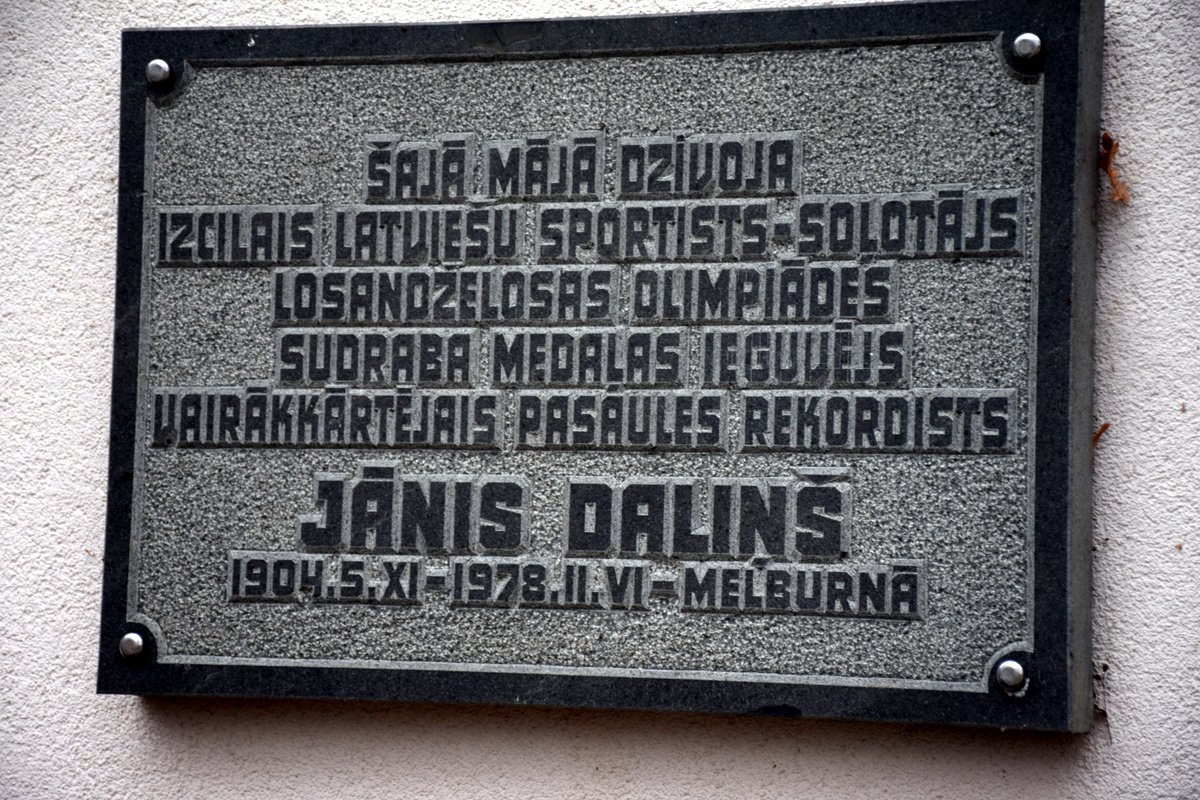 ŠAJĀ MĀJĀ DZĪVOJA
IZCILAIS LATVIEŠU SPORTISTS-SOĻOTĀJS
LOSANDŽELOSAS OLIMPIĀDES
SUDRABA MEDAĻAS IEGUVĒJS
VAIRĀKKĀRTĒJAIS PASAULES REKORDISTS
JĀNIS DALIŅŠ
1904.5.XI-1978.11.VI-MELBURNĀ